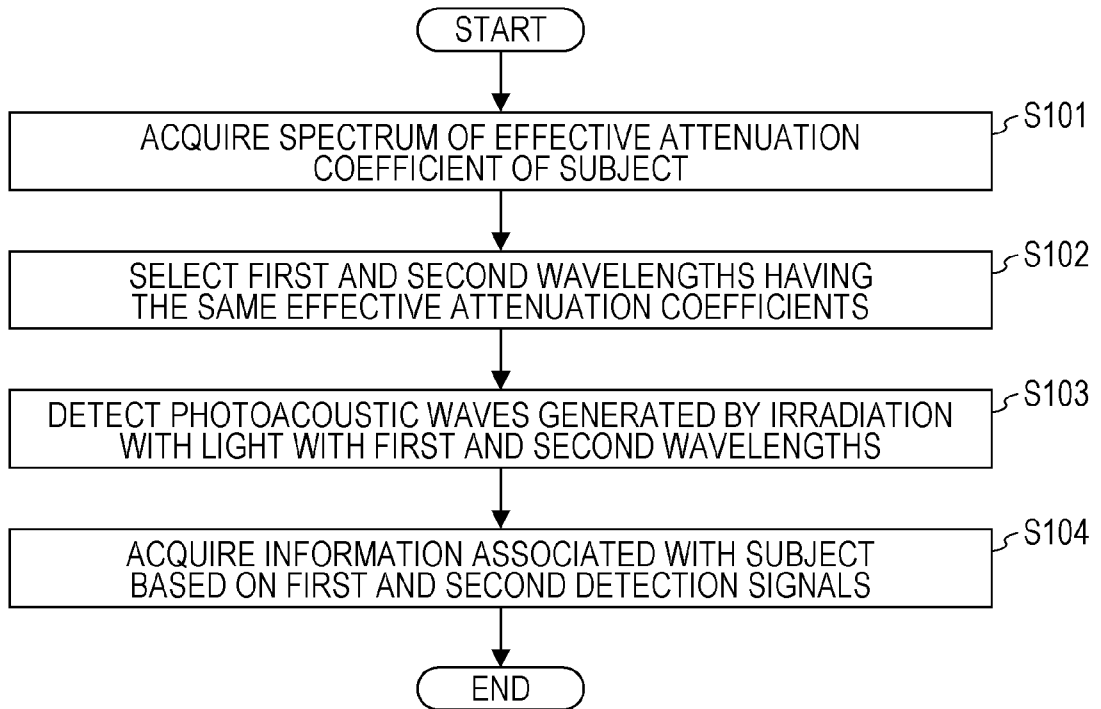 START
ACQUIRE SPECTRUM OF EFFECTIVE ATTENUATION
COEFFICIENT OF SUBJECT
S101
SELECT FIRST AND SECOND WAVELENGTHS HAVING
THE SAME EFFECTIVE ATTENUATION COEFFICIENTS
S102
DETECT PHOTOACOUSTIC WAVES GENERATED BY IRRADIATION
WITH LIGHT WITH FIRST AND SECOND WAVELENGTHS
S103
ACQUIRE INFORMATION ASSOCIATED WITH SUBJECT
BASED ON FIRST AND SECOND DETECTION SIGNALS
S104
END